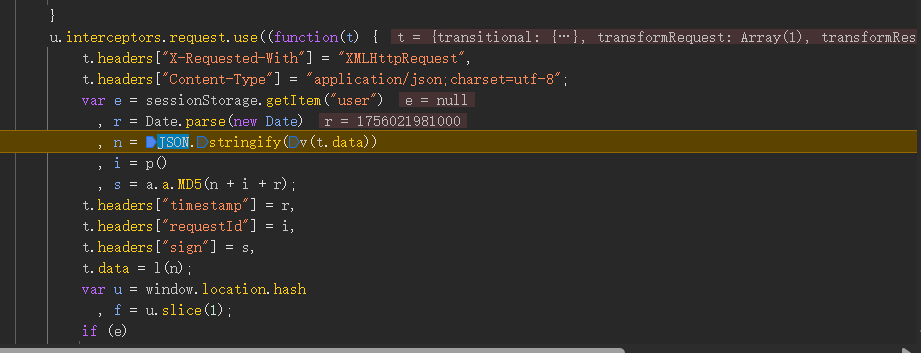 }
u.interceptors.request.use((function(t) { t = {transitional: {…}, transformRequest: Array(1), transformRes
t.headers["X-Requested-With"] = "XMLHttpRequest",
t.headers["Content-Type"] = "application/json;charset=utf-8";
var e = sessionStorage.getItem("user") e = null
, r = Date.parse(new Date) r = 1756021981000
, n = JSON.stringify(v(t.data))
, i = p()
, s = a.a.MD5(n + i + r);
t.headers["timestamp"] = r,
t.headers["requestId"] = i,
t.headers["sign"] = s,
t.data = l(n);
var u = window.location.hash
, f = u.slice(1);
if (e)